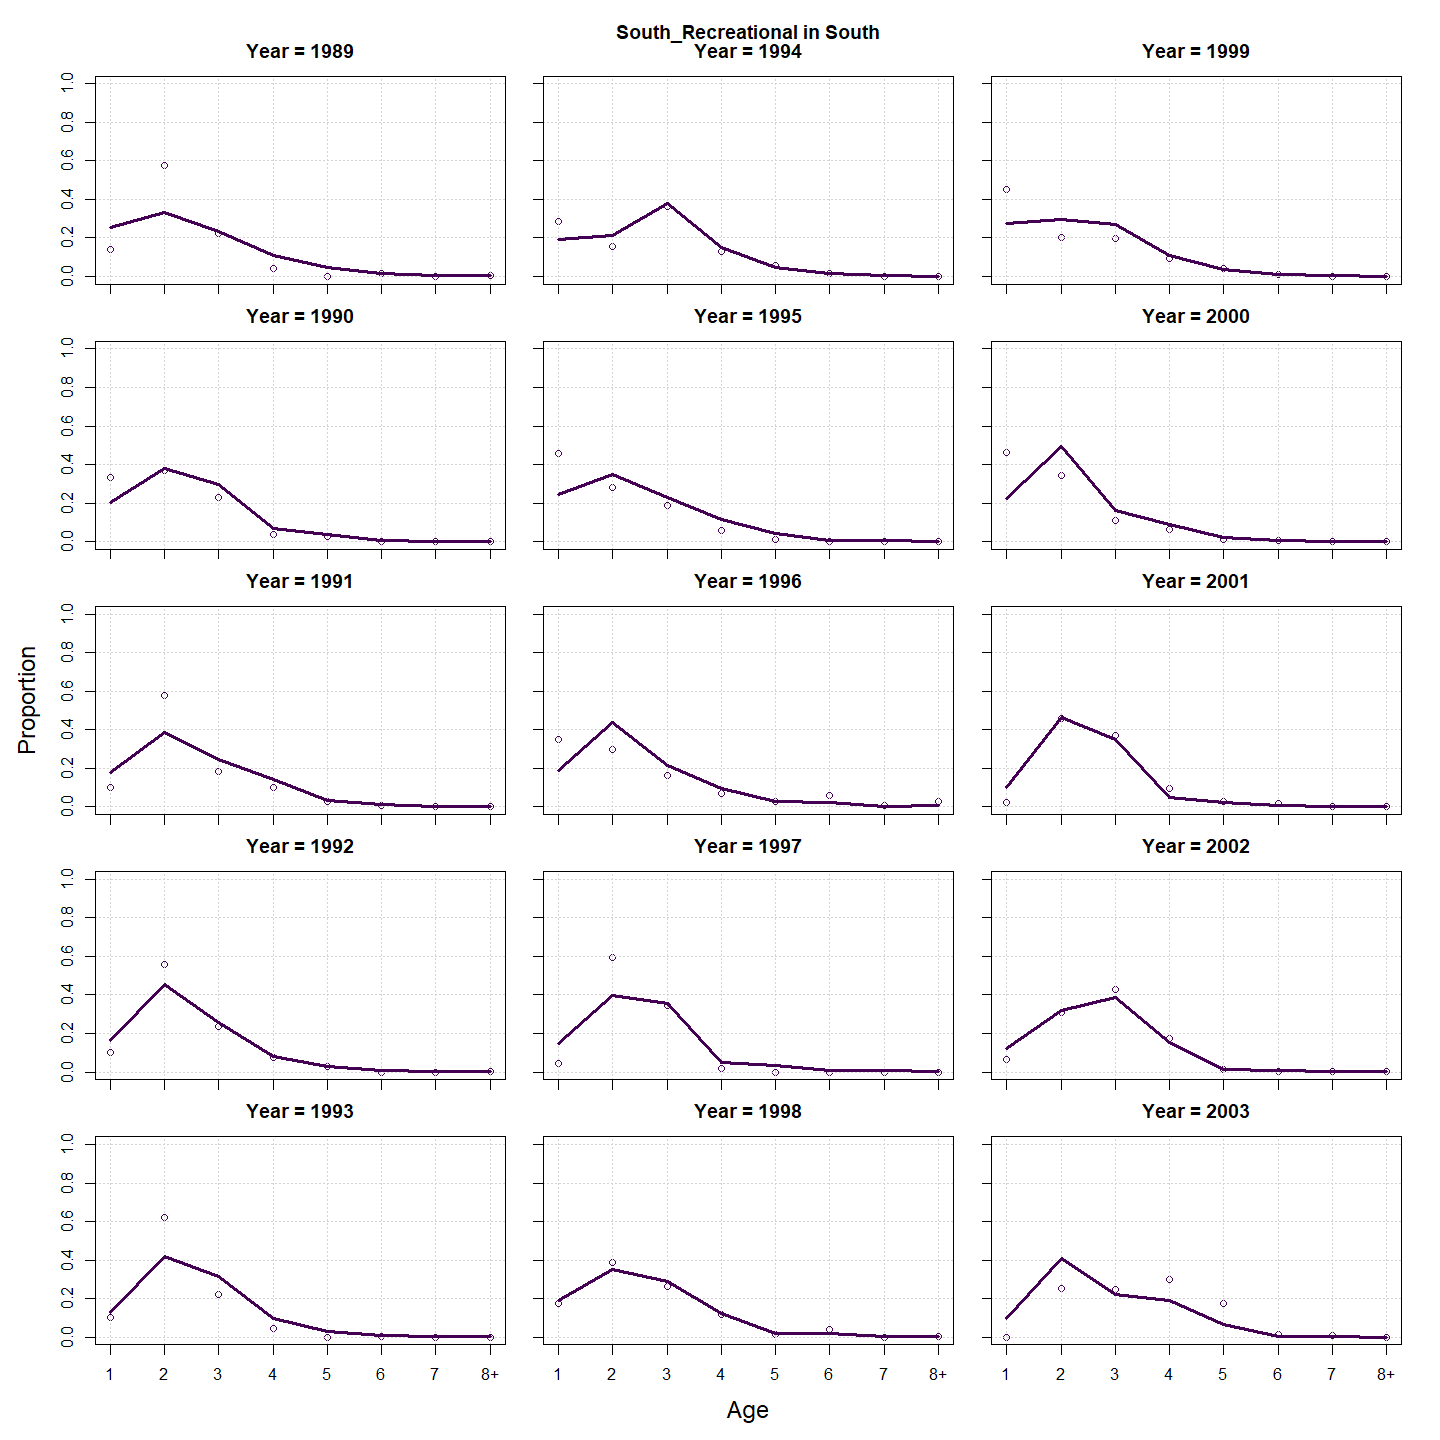 South_Recreational in South
Year = 1989
Year = 1994
Year = 1999
1.0
0.8
0.6
0.4
0.2
0.0
Year = 1990
Year = 1995
Year = 2000
1.0
0.8
0.6
0.4
0.2
0.0
Year = 1991
Year = 1996
Year = 2001
1.0
0.8
0.6
0.4
0.2
0.0
Proportion
Year = 1992
Year = 1997
Year = 2002
1.0
0.8
0.6
0.4
0.2
0.0
Year = 1993
Year = 1998
Year = 2003
1.0
0.8
0.6
0.4
0.2
0.0
1 2 3 4 5 6 7 8+
1 2 3 4 5 6 7 8+
1 2 3 4 5 6 7 8+
Age